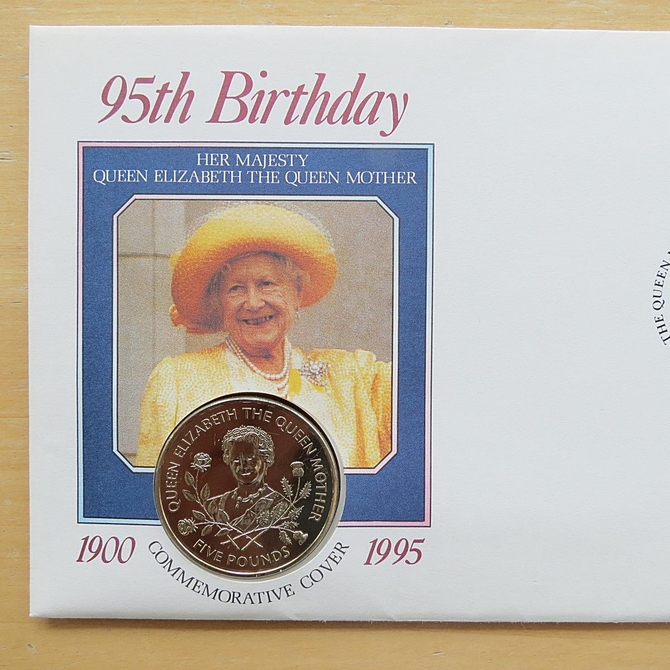 95th Birthday
HER MAJESTY
QUEEN ELIZABETH THE QUEEN MOTHER
QUEEN ELIZABETH THE QUEEN MOTHER
FIVE POUNDS
1900
COMMEMORATIVE COVER
1995
THE QUEEN